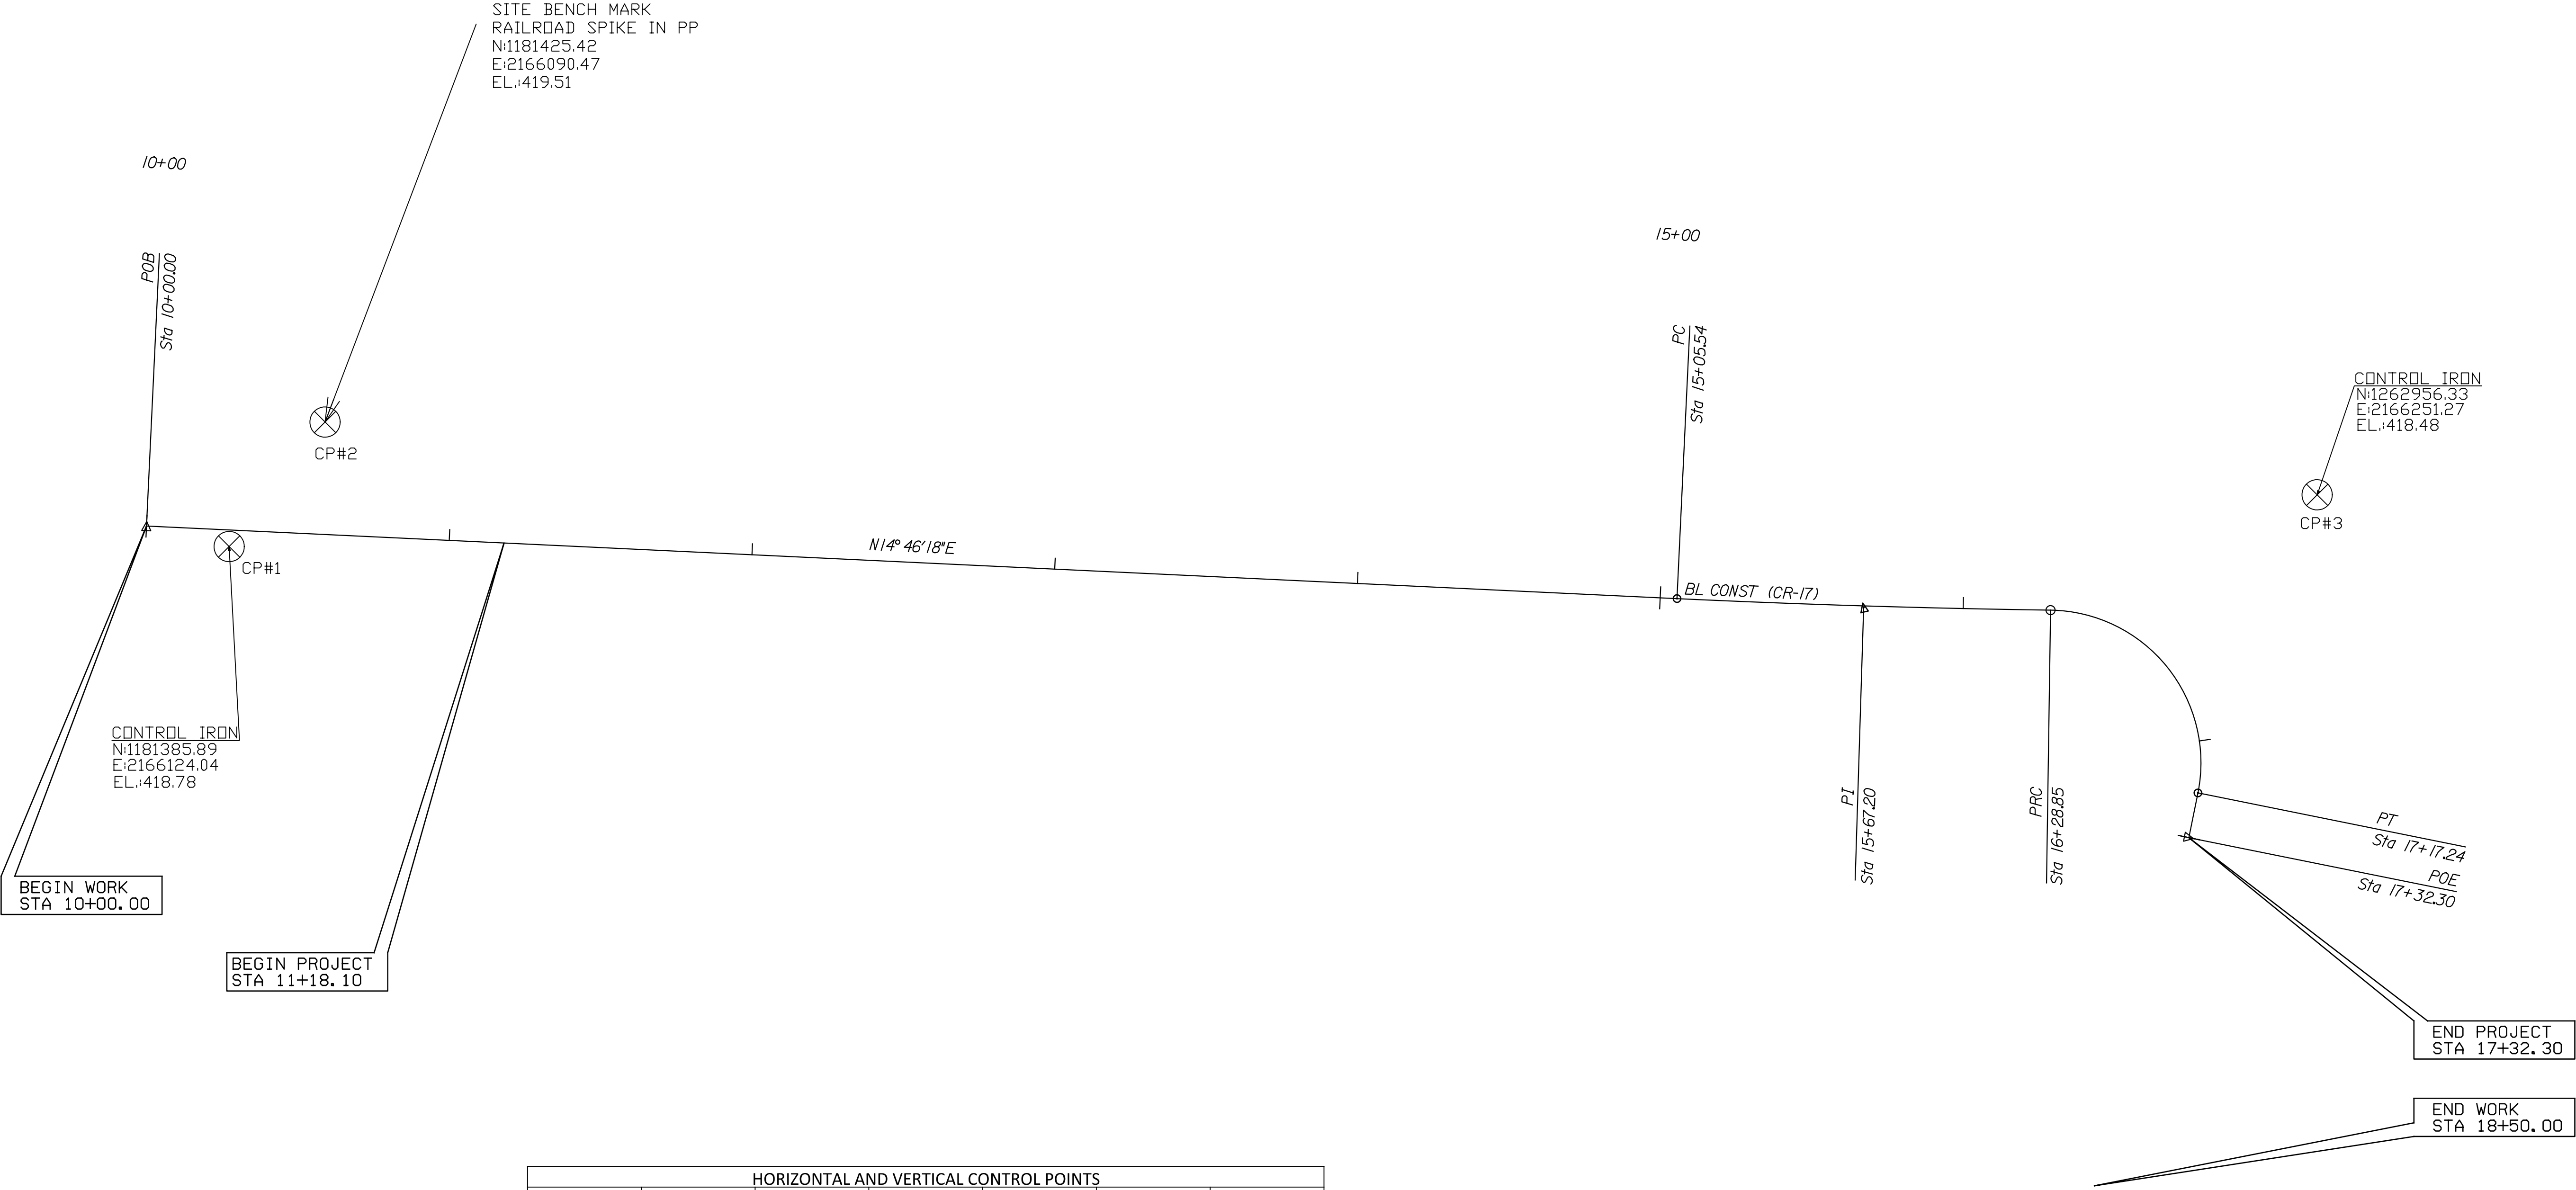 SITE BENCH MARK
RAILROAD SPIKE IN PP
N:1181425.42
E:2166090.47
EL.:419.51
10+00
POB
Sta 10+00.00
CP#2
CP#1
CONTROL IRON
N:1181385.89
E:2166124.04
EL.:418.78
BEGIN WORK
STA 10+00.00
BEGIN PROJECT
STA 11+18.10
N14° 46'18"E
15+00
PC
Sta 15+05.54
BL CONST (CR-17)
PI
Sta 15+67.20
PRC
Sta 16+28.85
CONTROL IRON
N:1262956.33
E:2166251.27
EL.:418.48
CP#3
PT
Sta 17+17.24
POE
Sta 17+32.30
END PROJECT
STA 17+32.30
END WORK
STA 18+50.00
HORIZONTAL AND VERTICAL CONTROL POINTS